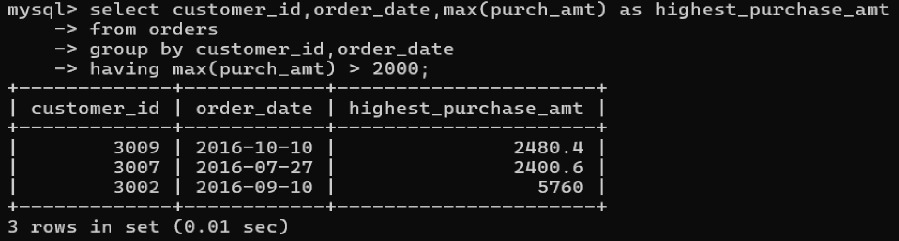 mysql> select customer_id,order_date,max(purch_amt) as highest_purchase_amt
    -> from orders
    -> group by customer_id,order_date
    -> having max(purch_amt) > 2000;
+-------------+------------+----------------------+
| customer_id | order_date | highest_purchase_amt |
+-------------+------------+----------------------+
|        3009 | 2016-10-10 |               2480.4 |
|        3007 | 2016-07-27 |               2400.6 |
|        3002 | 2016-09-10 |                 5760 |
+-------------+------------+----------------------+
3 rows in set (0.01 sec)